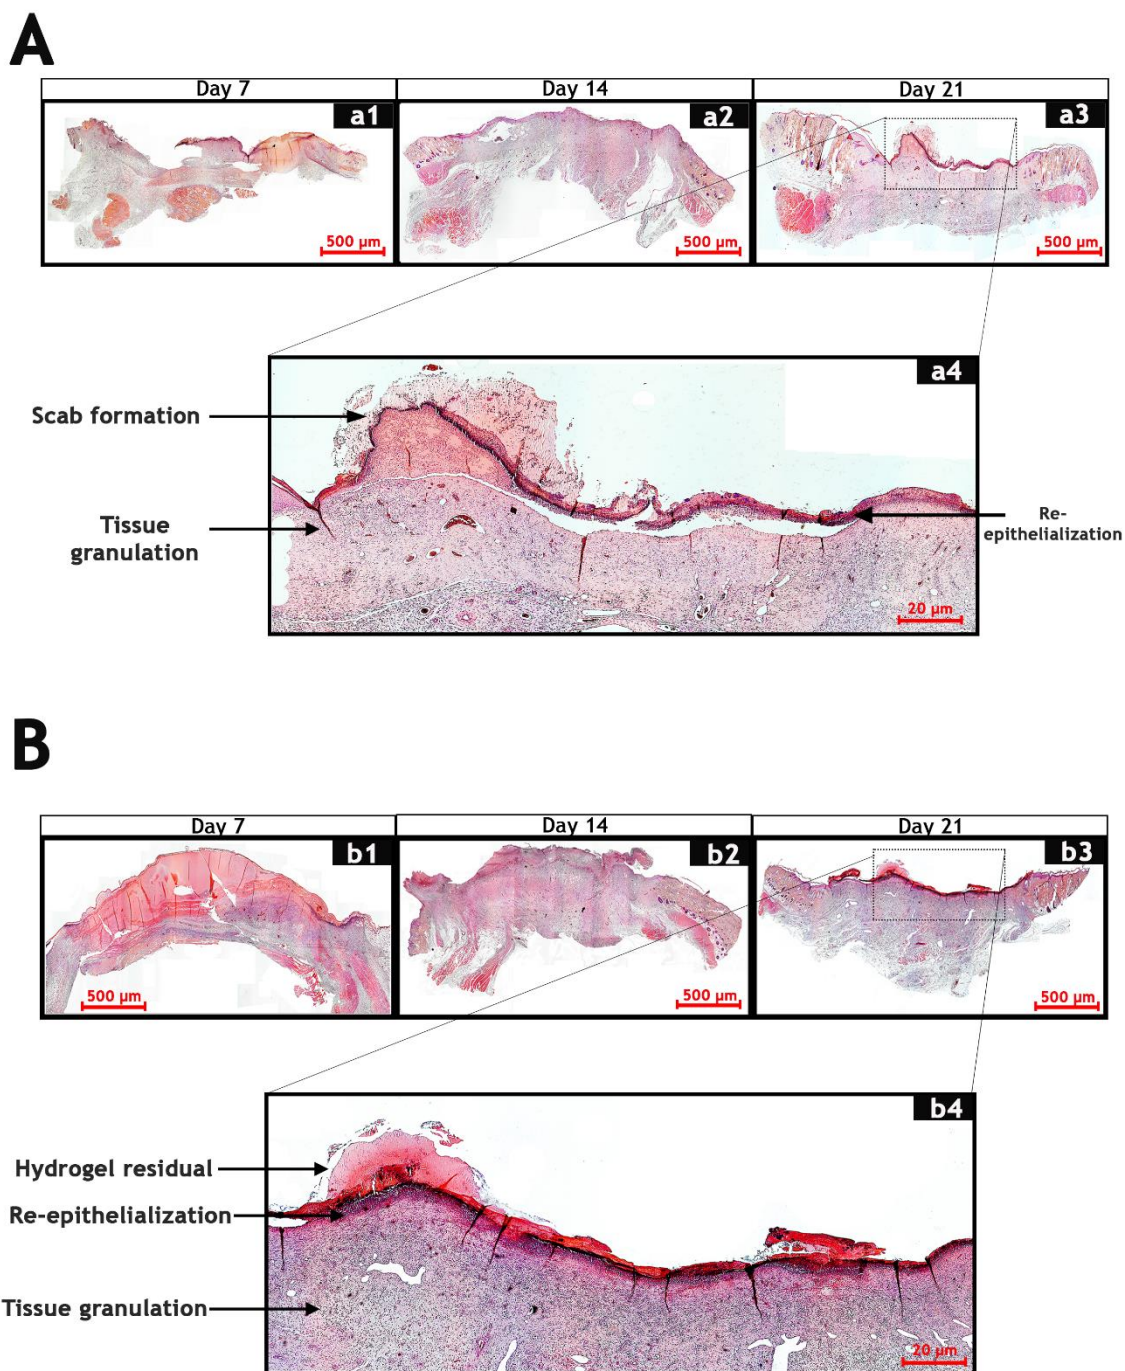 A
Day 7
Day 14
Day 21
a1
a2
a3
500 µm
500 µm
500 µm
a4
Scab formation
Tissue
granulation
Re-
epithelialization
20 µm
B
Day 7
Day 14
Day 21
b1
b2
b3
500 µm
500 µm
500 µm
b4
Hydrogel residual
Re-epithelialization
Tissue granulation
20 µm